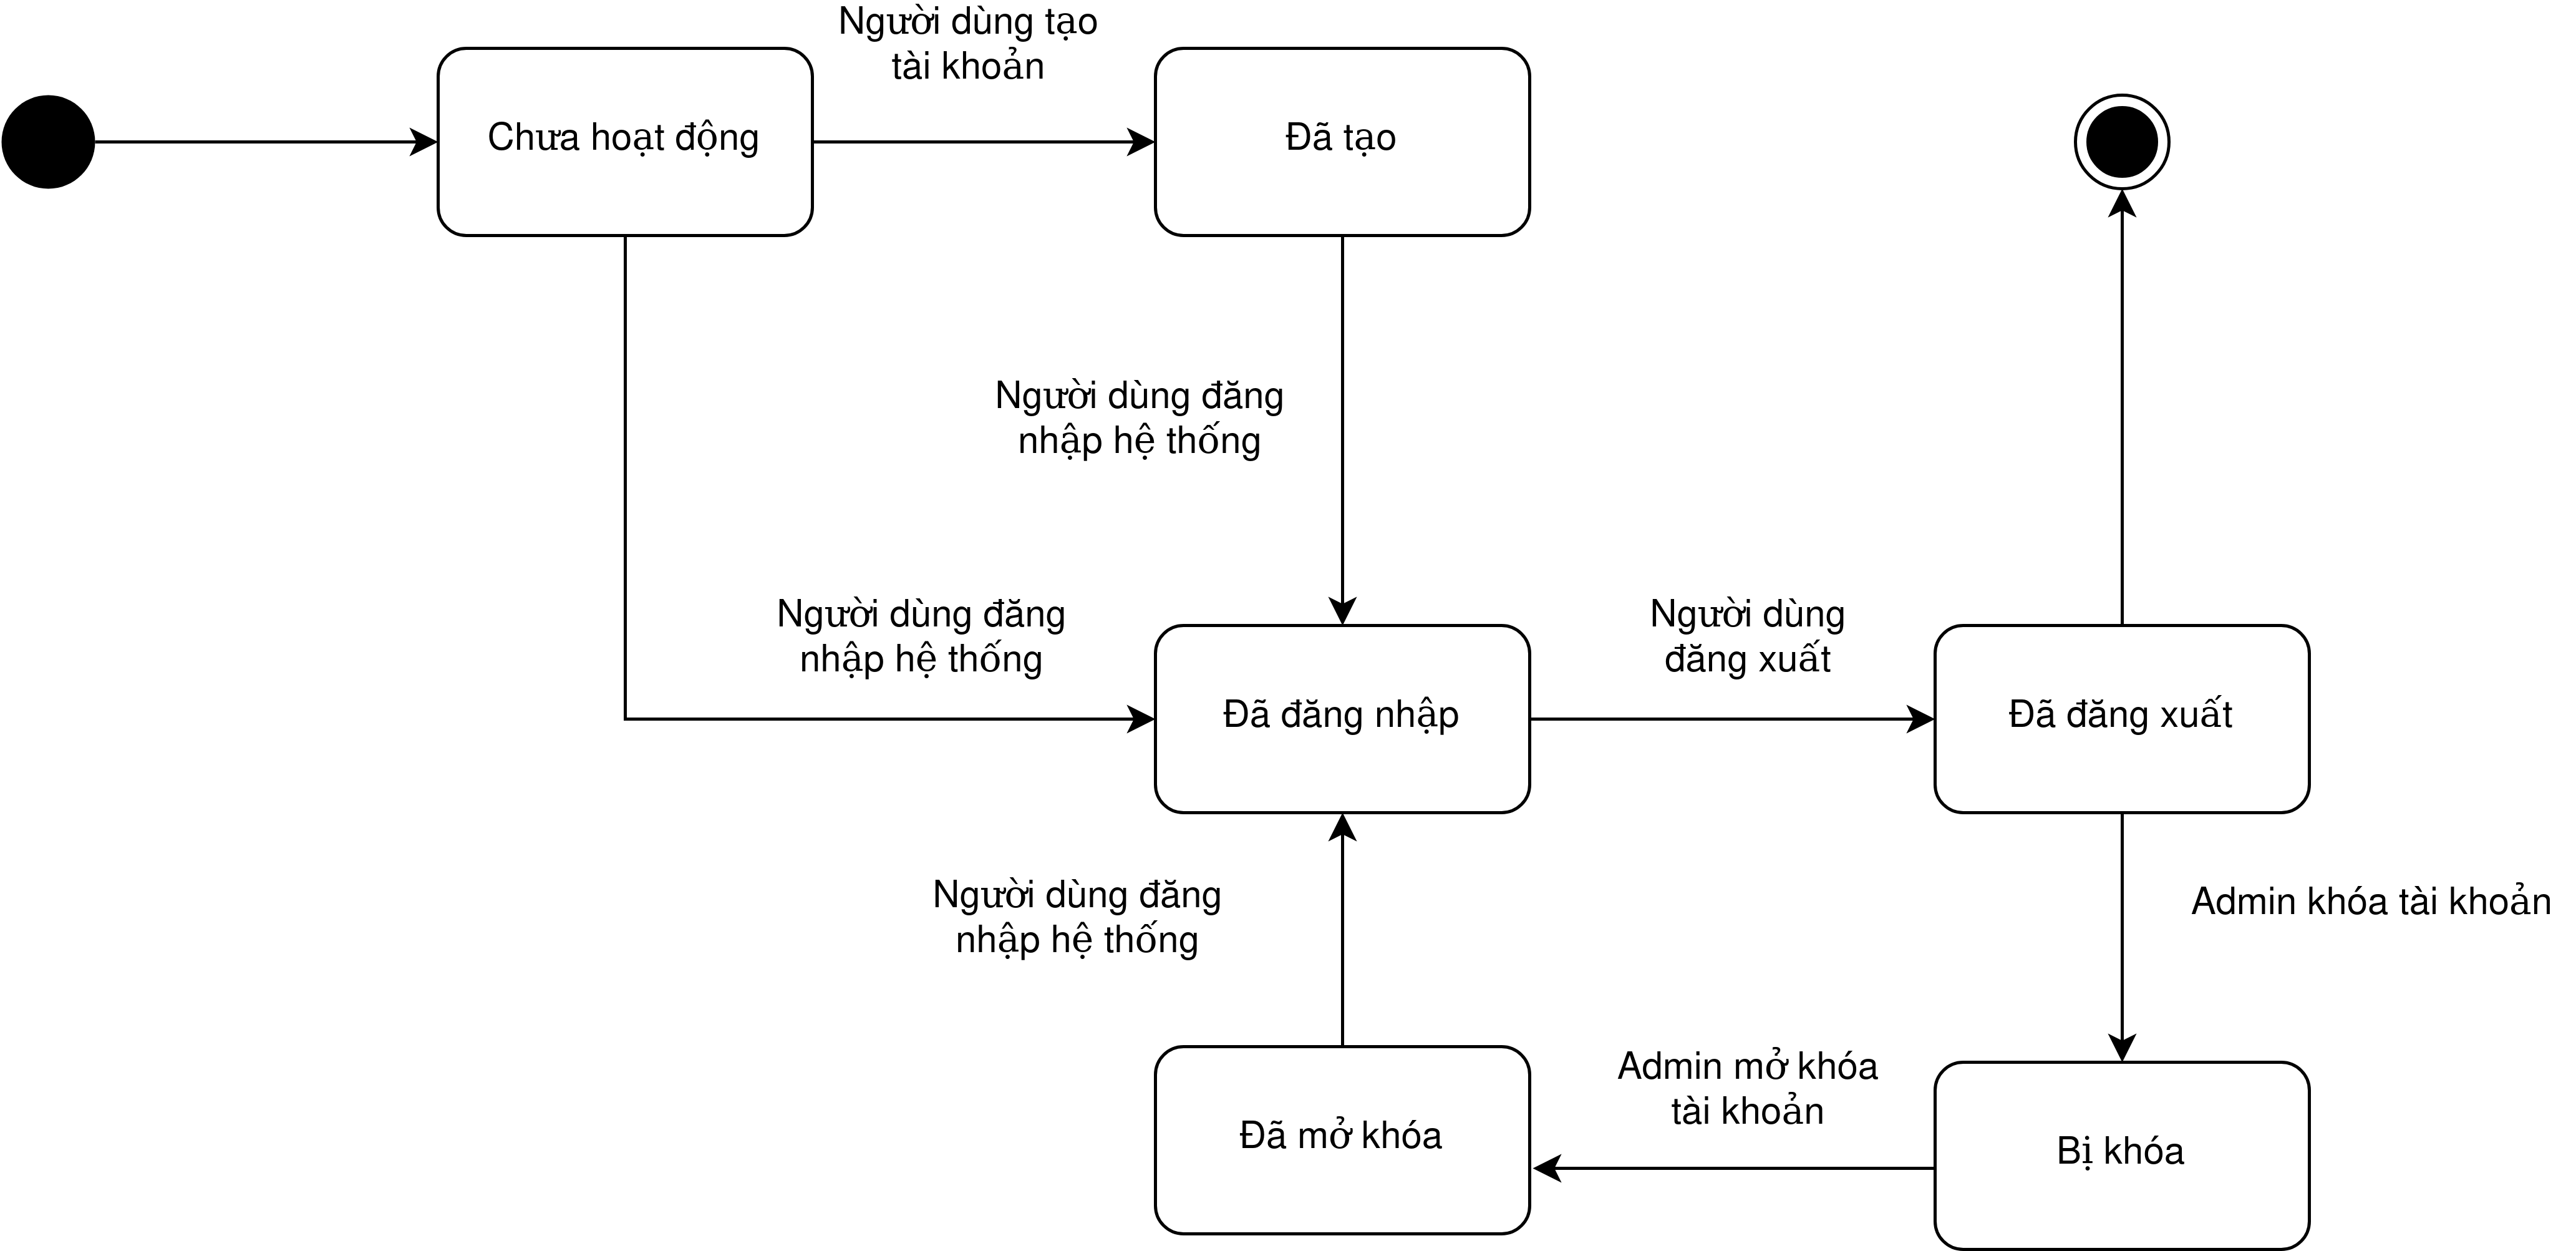 Người dùng tạo
tài khoản
Chưa hoạt động
Đã tạo
Người dùng đăng
nhập hệ thống
Người dùng đăng
nhập hệ thống
Người dùng
đăng xuất
Đã đăng nhập
Đã đăng xuất
Người dùng đăng
nhập hệ thống
Admin khóa tài khoản
Admin mở khóa
tài khoản
Đã mở khóa
Bị khóa